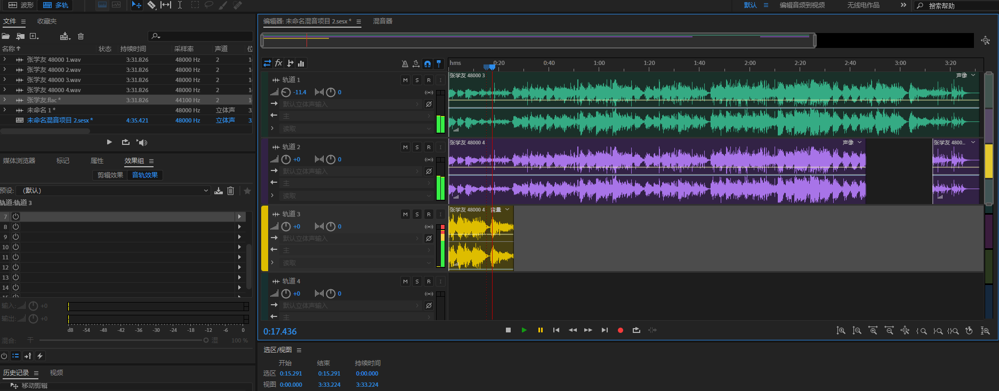 波形 多轨
默认 编辑音频到视频 无线电作品 搜索帮助
文件 收藏夹
名称 状态 持续时间 采样率 声道 位
张学友 48000 1.wav 3:31.826 48000 Hz 2
张学友 48000 2.wav 3:31.826 48000 Hz 2
张学友 48000 3.wav 3:31.826 48000 Hz 2
张学友 48000 4.wav 3:31.826 48000 Hz 2
张学友.flac * 3:31.826 44100 Hz 2
未命名 1 * 3:31.826 48000 Hz 立体声
未命名混音项目 2.sesx * 4:35.421 48000 Hz 立体声
媒体浏览器 标记 属性 效果组
剪辑效果 音轨效果
预设: (默认)
轨道:轨道 3
7
8
9
10
11
12
13
14
15
输入: +0
输出: +0
dB -54 -48 -42 -36 -30 -24 -18 -12 -6 0
混合: 干 湿 100 %
历史记录 视频
移动剪辑
编辑器: 未命名混音项目 2.sesx * 混音器
fx
hms 0:20 0:40 1:00 1:20 1:40 2:00 2:20 2:40 3:00 3:20
轨道 1 M S R I
-11.4 0
默认立体声输入
主
读取
张学友 48000 3 声像
轨道 2 M S R I
+0 0
默认立体声输入
主
读取
张学友 48000 4 声像
张学友 4800...
轨道 3 M S R I
+0 0
默认立体声输入
主
读取
张学友 48000 4 音量
轨道 4 M S R I
+0 0
默认立体声输入
主
0:17.436
选区/视图
开始 结束 持续时间
选区 0:15.291 0:15.291 0:00.000
视图 0:00.000 3:33.224 3:33.224